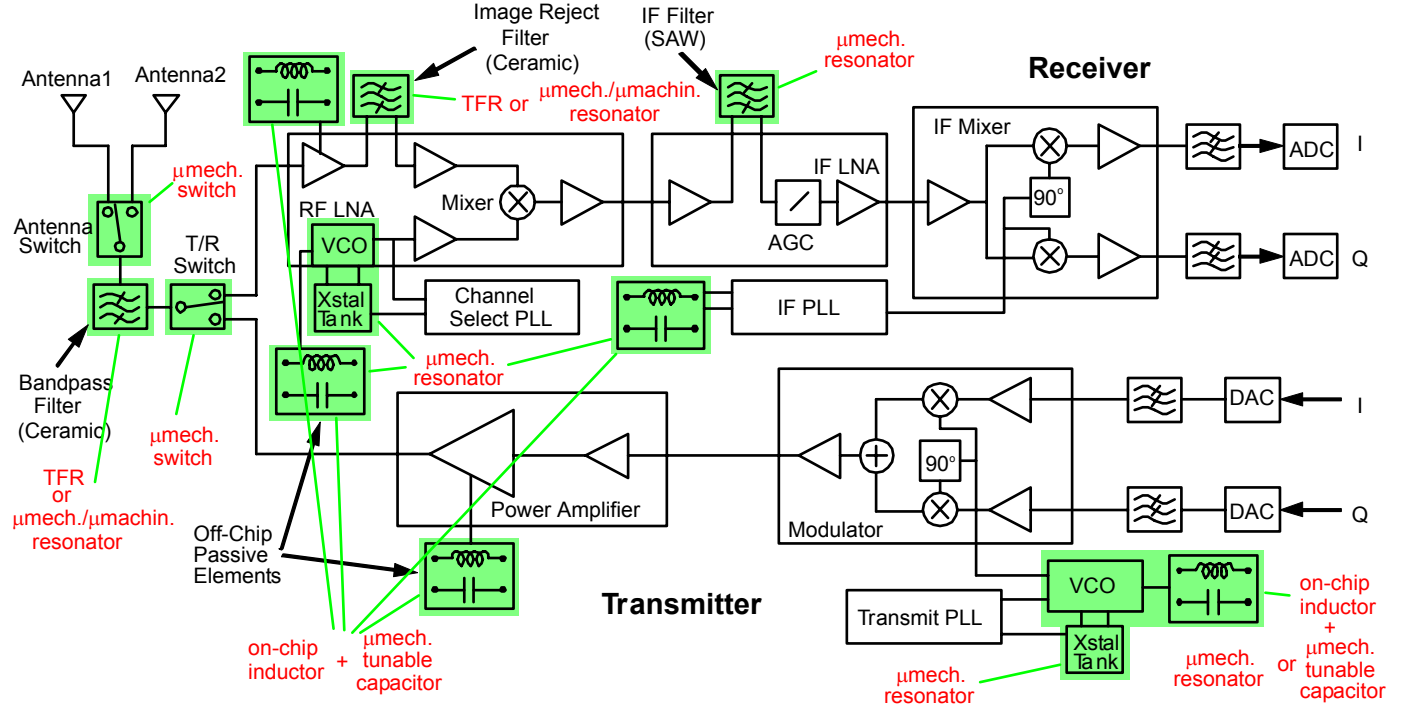 Image Reject
Filter
(Ceramic)
IF Filter
(SAW)
μmech.
resonator
Receiver
Antenna1
Antenna2
TFR or
μmech./μmachin.
resonator
IF Mixer
ADC
I
μmech.
switch
IF LNA
90°
Mixer
RF LNA
AGC
Antenna
Switch
T/R
Switch
VCO
ADC
Q
Xstal
Tank
Channel
Select PLL
IF PLL
μmech.
resonator
Bandpass
Filter
(Ceramic)
DAC
I
μmech.
switch
90°
TFR
or
μmech./μmachin.
resonator
Power Amplifier
Modulator
DAC
Q
Off-Chip
Passive
Elements
Transmitter
VCO
Transmit PLL
Xstal
Tank
on-chip
inductor
+
μmech.
tunable
capacitor
on-chip
inductor
+
μmech.
tunable
capacitor
or
μmech.
resonator
μmech.
resonator